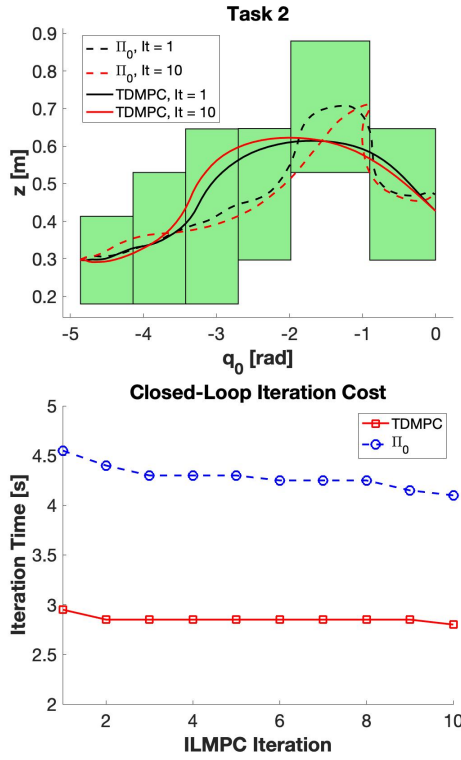 Task 2
0.9
0.8
0.7
0.6
0.5
0.4
0.3
0.2
z [m]
Π₀, It = 1
Π₀, It = 10
TDMPC, It = 1
TDMPC, It = 10
-5 -4 -3 -2 -1 0
q₀ [rad]
Closed-Loop Iteration Cost
5
4.5
4
3.5
3
2.5
2
Iteration Time [s]
TDMPC
Π₀
2 4 6 8 10
ILMPC Iteration